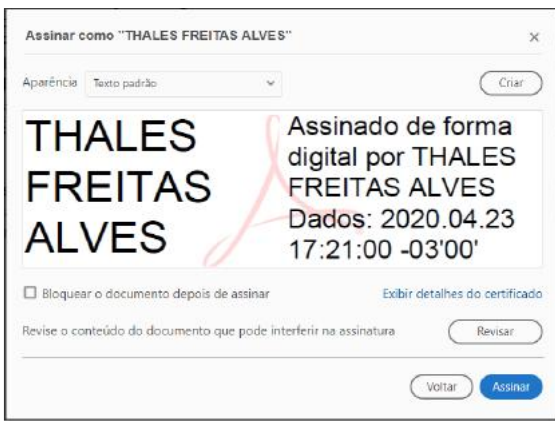 Assinar como "THALES FREITAS ALVES"
Aparência Texto padrão Criar
THALES
FREITAS
ALVES
Assinado de forma
digital por THALES
FREITAS ALVES
Dados: 2020.04.23
17:21:00 -03'00'
Bloquear o documento depois de assinar Exibir detalhes do certificado
Revise o conteúdo do documento que pode interferir na assinatura Revisar
Voltar Assinar